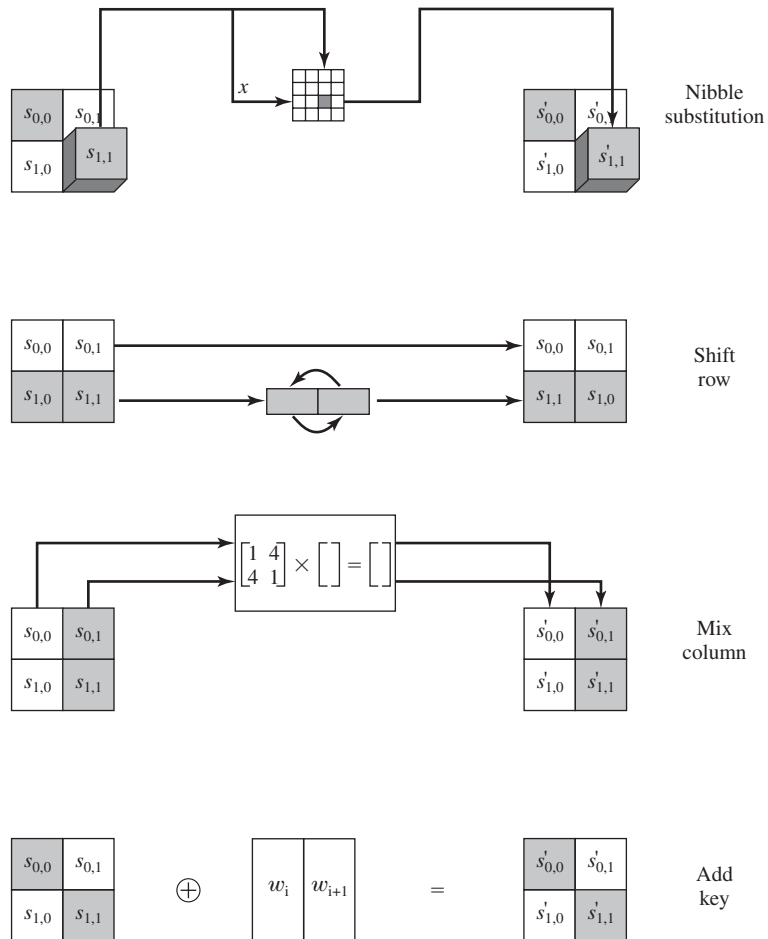 x
s0,0 s0,1 s'0,0 s'0,1 Nibble
substitution
s1,0 s1,1 s'1,0 s'1,1
s0,0 s0,1 s0,0 s0,1 Shift
row
s1,0 s1,1 s1,1 s1,0
[1 4
4 1] × [ ] = [ ]
s0,0 s0,1 s'0,0 s'0,1 Mix
column
s1,0 s1,1 s'1,0 s'1,1
s0,0 s0,1 s'0,0 s'0,1 Add
key
⊕ wi wi+1 =
s1,0 s1,1 s'1,0 s'1,1